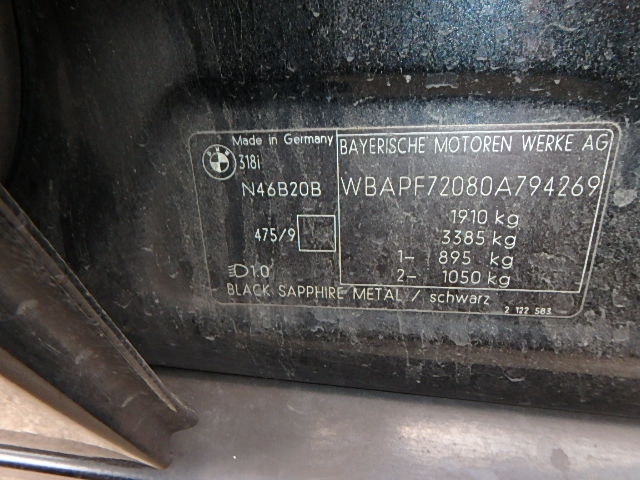 Made in Germany
BMW
318i
BAYERISCHE MOTOREN WERKE AG
N46B20B
WBAPF72080A794269
1910 kg
475/9
3385 kg
1– 895 kg
1.0
2– 1050 kg
BLACK SAPPHIRE METAL / schwarz
2 122 583